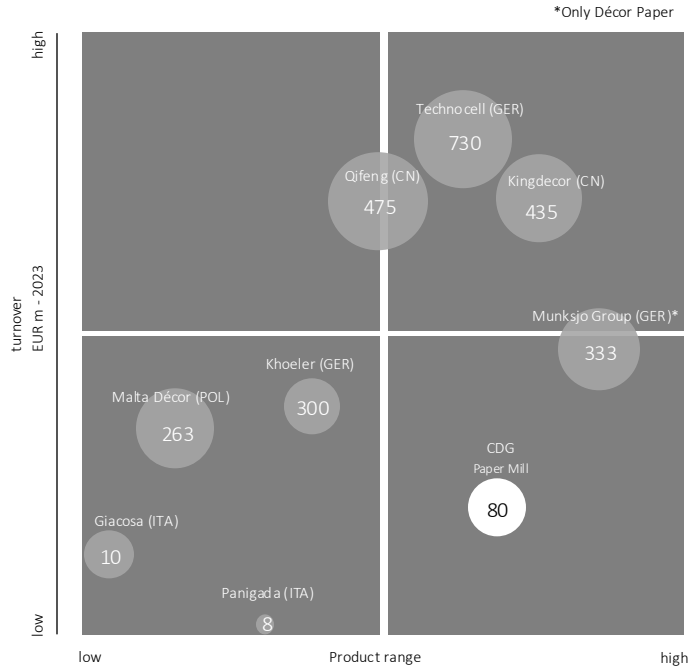 *Only Décor Paper
high
Technocell (GER)
730
Qifeng (CN)
475
Kingdecor (CN)
435
turnover
EUR m - 2023
Munksjo Group (GER)*
333
Khoeler (GER)
300
Malta Décor (POL)
263
CDG
Paper Mill
80
Giacosa (ITA)
10
Panigada (ITA)
8
low
low
Product range
high